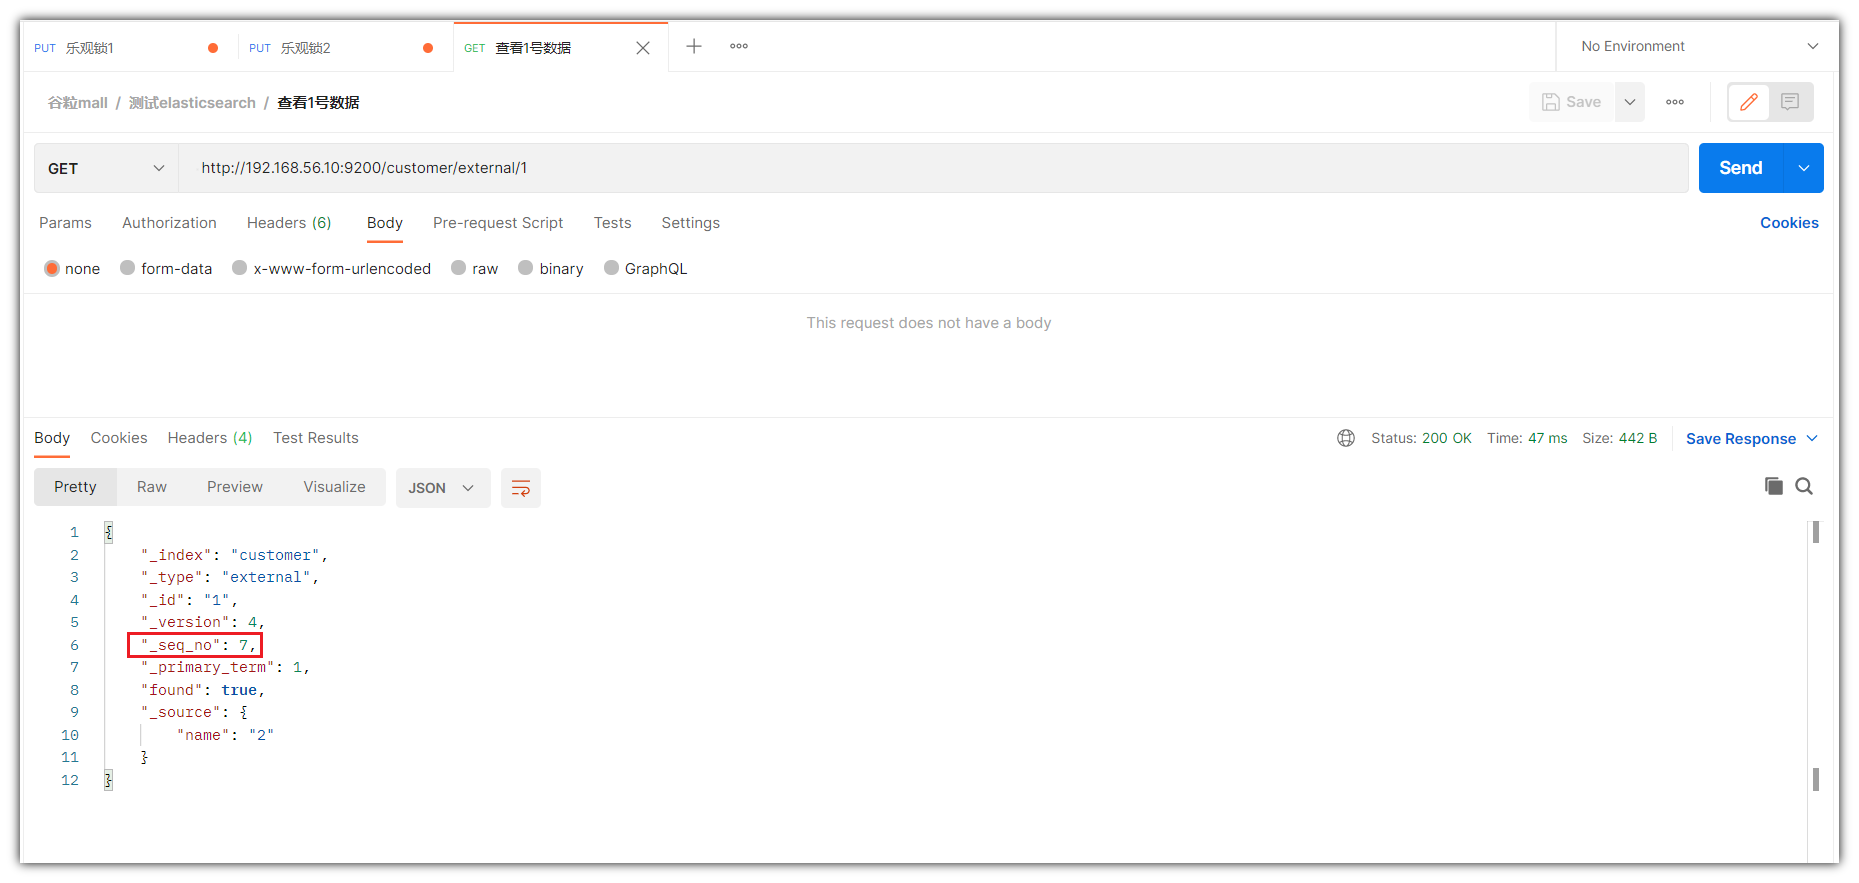 PUT 乐观锁1 PUT 乐观锁2 GET 查看1号数据 No Environment
谷粒mall / 测试elasticsearch / 查看1号数据 Save
GET http://192.168.56.10:9200/customer/external/1 Send
Params Authorization Headers (6) Body Pre-request Script Tests Settings Cookies
none form-data x-www-form-urlencoded raw binary GraphQL
This request does not have a body
Body Cookies Headers (4) Test Results Status: 200 OK Time: 47 ms Size: 442 B Save Response
Pretty Raw Preview Visualize JSON
1 {
2 "_index": "customer",
3 "_type": "external",
4 "_id": "1",
5 "_version": 4,
6 "_seq_no": 7,
7 "_primary_term": 1,
8 "found": true,
9 "_source": {
10 "name": "2"
11 }
12 }